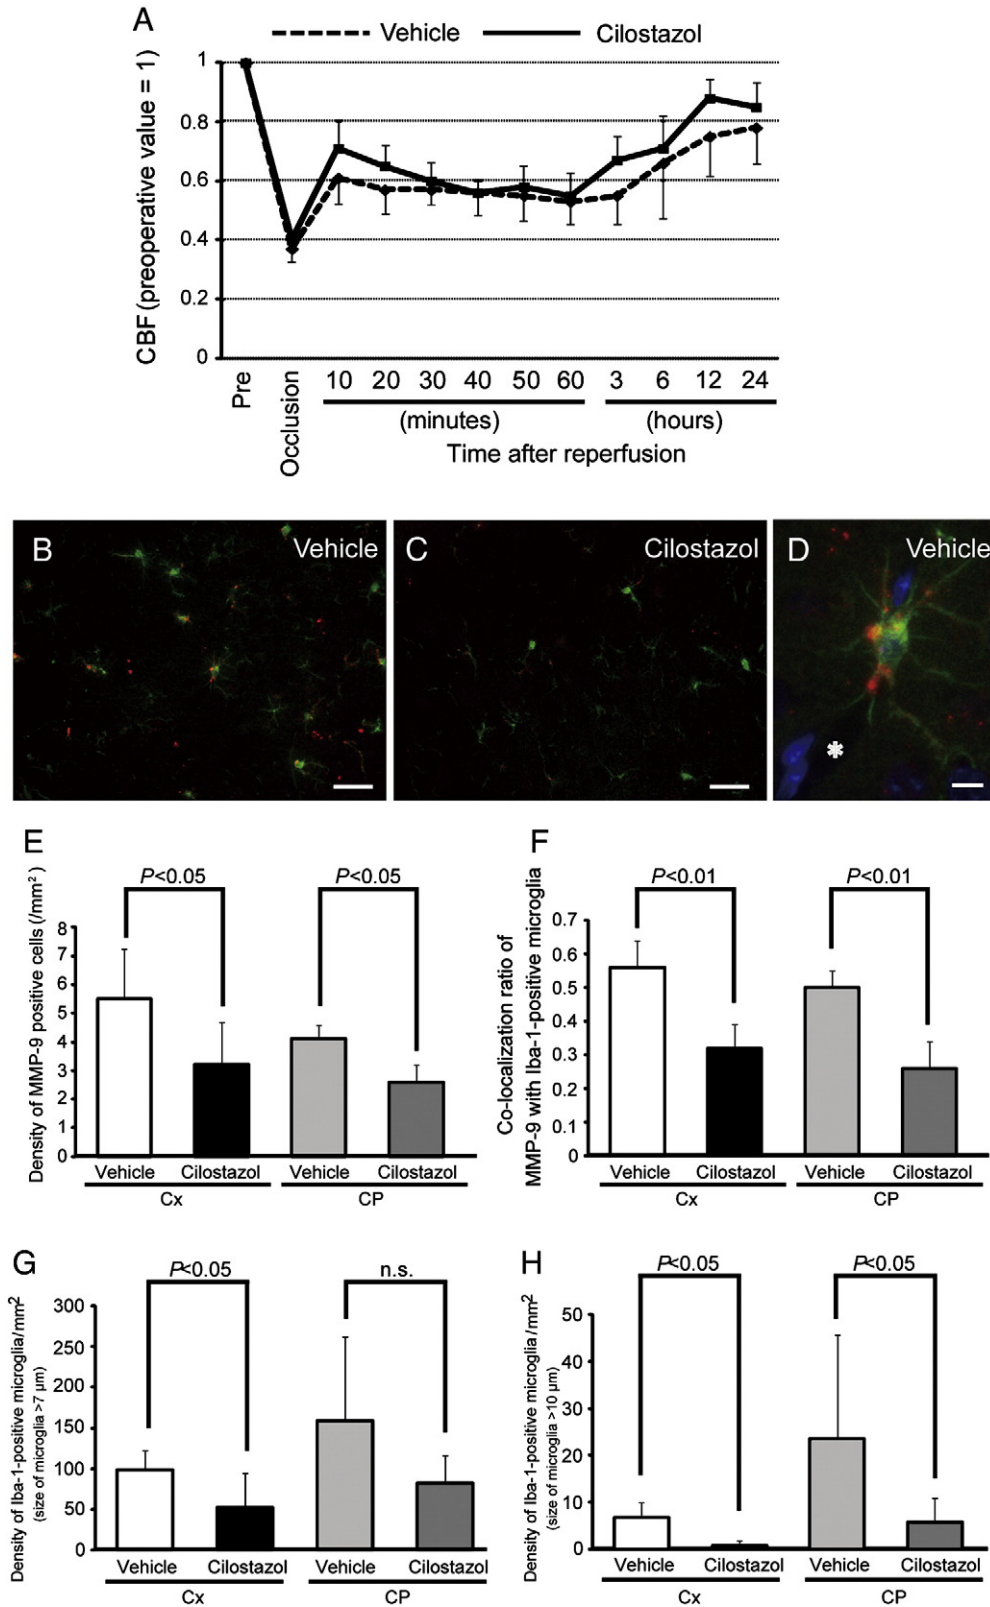 A
Vehicle Cilostazol
CBF (preoperative value = 1)
1
0.8
0.6
0.4
0.2
0
Pre Occlusion 10 20 30 40 50 60 3 6 12 24
(minutes) (hours)
Time after reperfusion
B Vehicle
C Cilostazol
D Vehicle
*
E
P<0.05 P<0.05
Density of MMP-9 positive cells (/mm²)
8
7
6
5
4
3
2
1
0
Vehicle Cilostazol Vehicle Cilostazol
Cx CP
F
P<0.01 P<0.01
Co-localization ratio of
MMP-9 with Iba-1-positive microglia
0.7
0.6
0.5
0.4
0.3
0.2
0.1
0
Vehicle Cilostazol Vehicle Cilostazol
Cx CP
G
P<0.05 n.s.
Density of Iba-1-positive microglia/mm²
(size of microglia >7 µm)
300
250
200
150
100
50
0
Vehicle Cilostazol Vehicle Cilostazol
Cx CP
H
P<0.05 P<0.05
Density of Iba-1-positive microglia/mm²
(size of microglia >10 µm)
50
40
30
20
10
0
Vehicle Cilostazol Vehicle Cilostazol
Cx CP